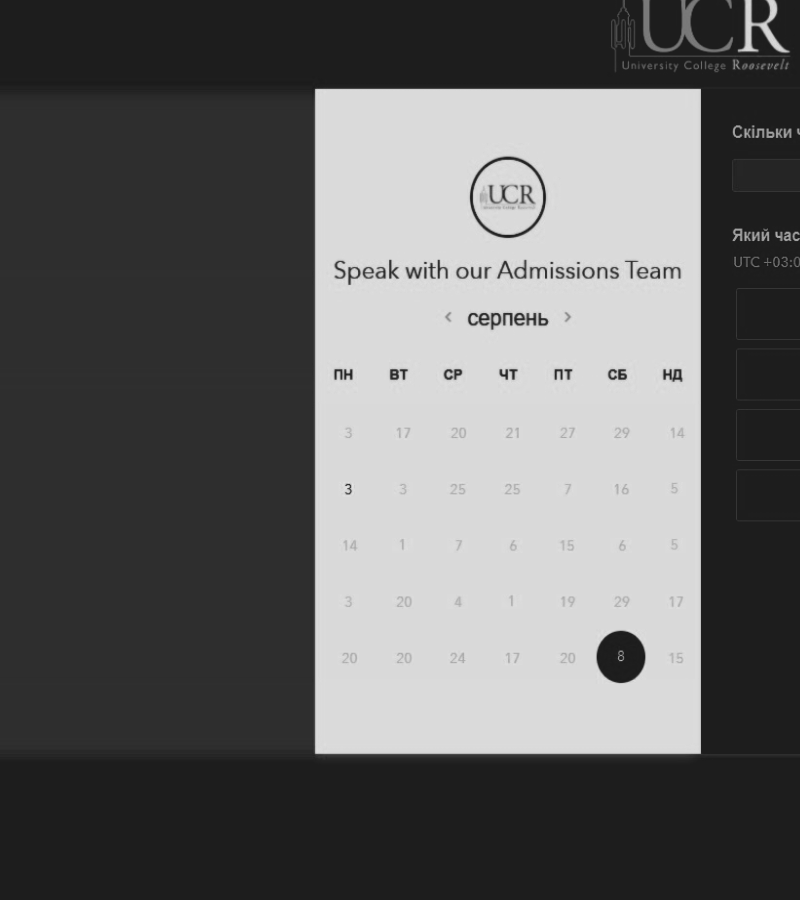 UCR
University College Roosevelt
UCR
Speak with our Admissions Team
< серпень >
ПН ВТ СР ЧТ ПТ СБ НД
3 17 20 21 27 29 14
3 3 25 25 7 16 5
14 1 7 6 15 6 5
3 20 4 1 19 29 17
20 20 24 17 20 8 15
Скільки
Який час
UTC +03:0